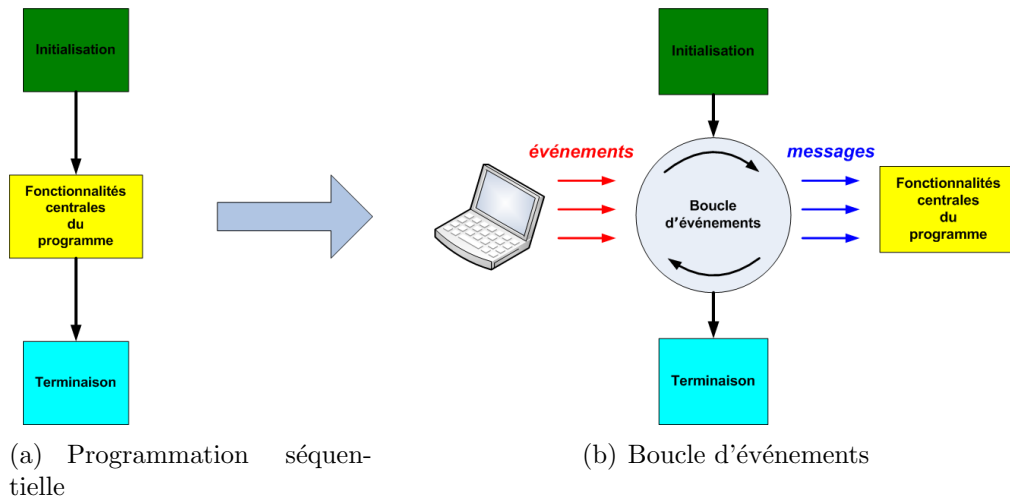 Initialisation
Fonctionnalités
centrales
du
programme
Terminaison
(a) Programmation séquen-
tielle
Initialisation
événements
Boucle
d'événements
messages
Fonctionnalités
centrales
du
programme
Terminaison
(b) Boucle d'événements